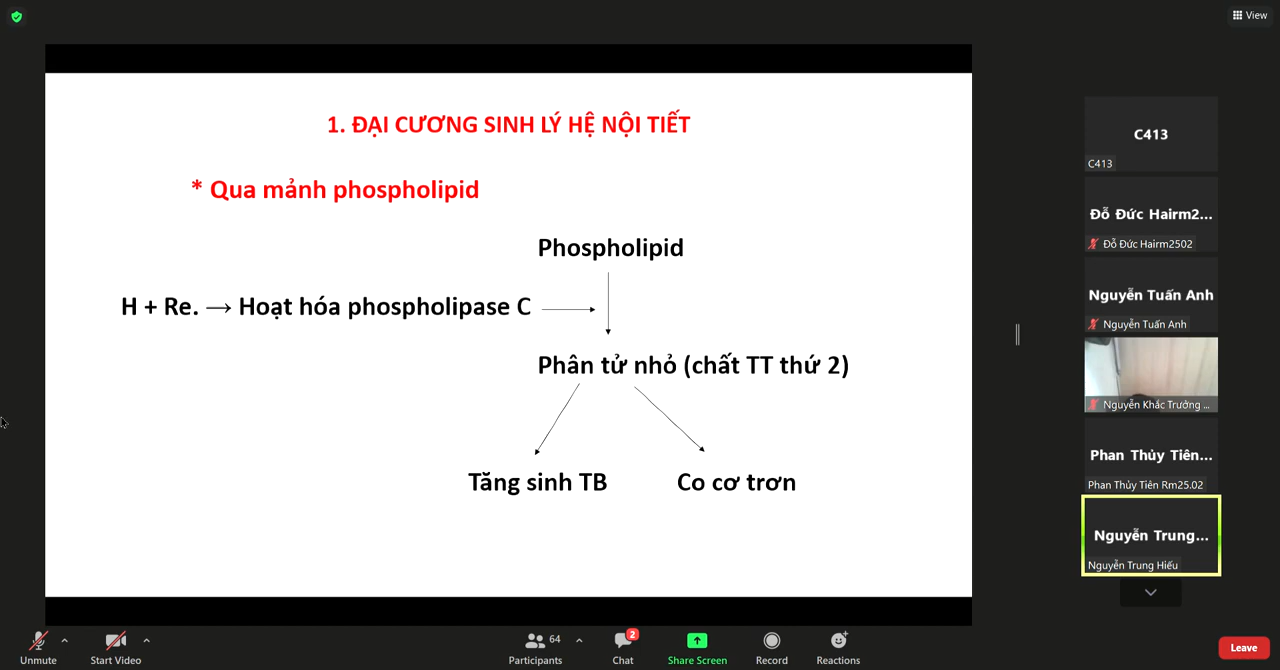 View
1. ĐẠI CƯƠNG SINH LÝ HỆ NỘI TIẾT
* Qua mảnh phospholipid
Phospholipid
H + Re. → Hoạt hóa phospholipase C
Phân tử nhỏ (chất TT thứ 2)
Tăng sinh TB
Co cơ trơn
C413
C413
Đỗ Đức Hairm2...
Đỗ Đức Hairm2502
Nguyễn Tuấn Anh
Nguyễn Tuấn Anh
Nguyễn Khắc Trưởng ...
Phan Thủy Tiên...
Phan Thủy Tiên Rm25.02
Nguyễn Trung...
Nguyễn Trung Hiếu
Unmute
Start Video
Participants
64
Chat
2
Share Screen
Record
Reactions
Leave